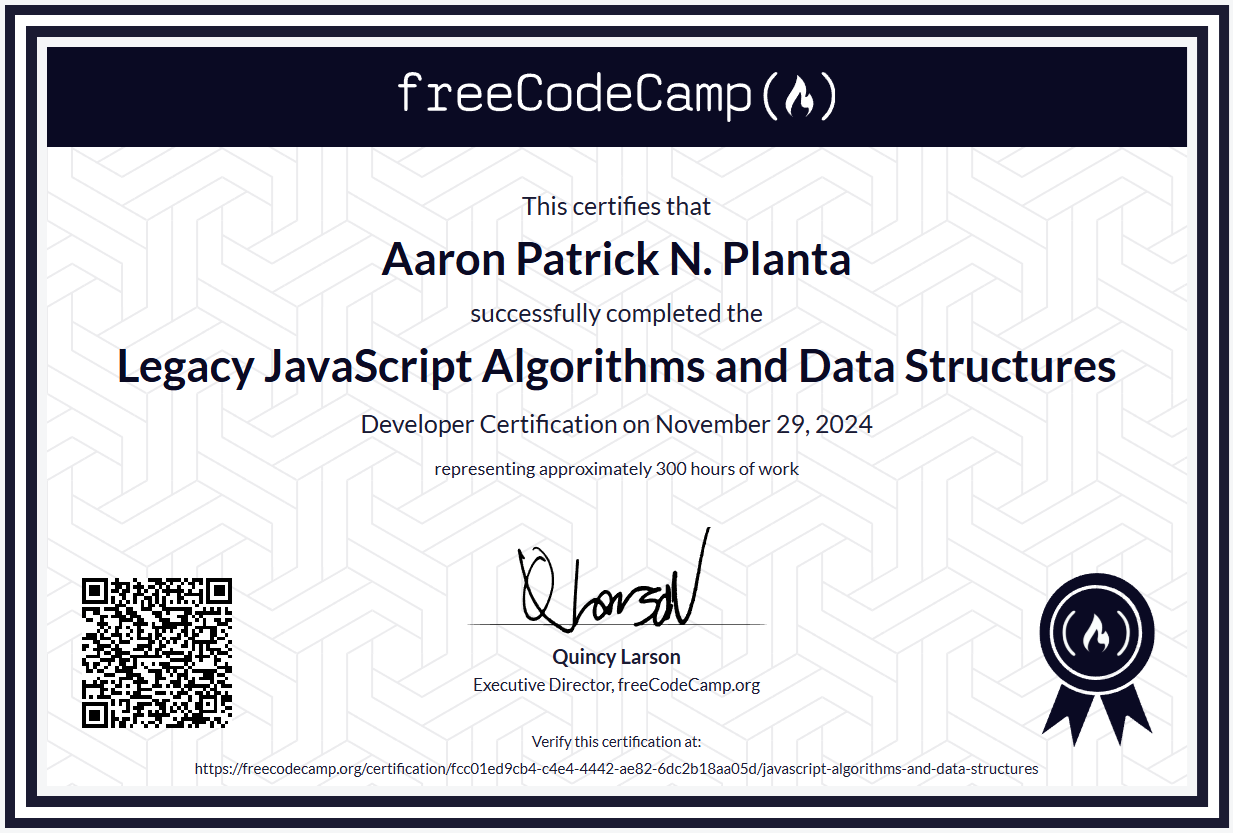 freeCodeCamp
This certifies that
Aaron Patrick N. Planta
successfully completed the
Legacy JavaScript Algorithms and Data Structures
Developer Certification on November 29, 2024
representing approximately 300 hours of work
Q Larson
Quincy Larson
Executive Director, freeCodeCamp.org
Verify this certification at:
https://freecodecamp.org/certification/fcc01ed9cb4-c4e4-4442-ae82-6dc2b18aa05d/javascript-algorithms-and-data-structures